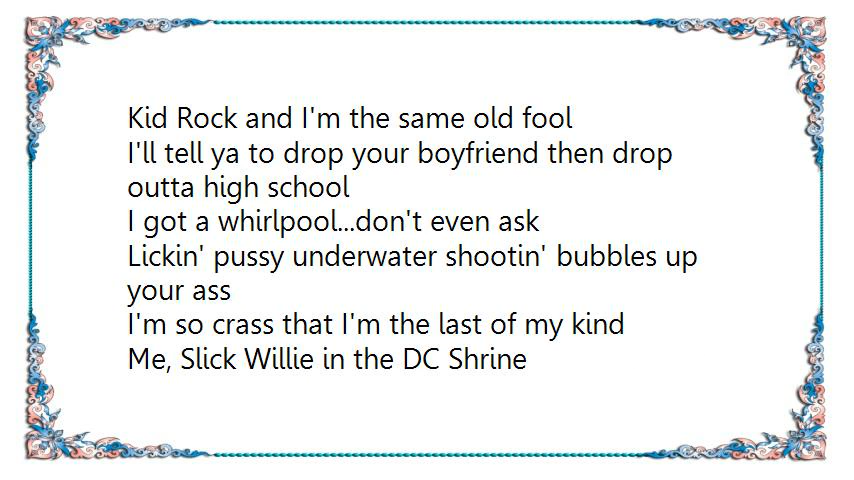 Kid Rock and I'm the same old fool
I'll tell ya to drop your boyfriend then drop
outta high school
I got a whirlpool...don't even ask
Lickin' pussy underwater shootin' bubbles up
your ass
I'm so crass that I'm the last of my kind
Me, Slick Willie in the DC Shrine